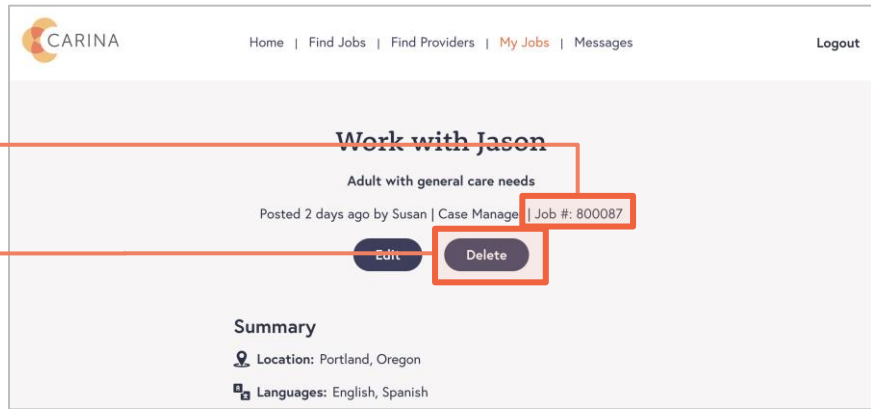 CARINA
Home | Find Jobs | Find Providers | My Jobs | Messages
Logout
Work with Jason
Adult with general care needs
Posted 2 days ago by Susan | Case Manager | Job #: 800087
Edit
Delete
Summary
Location: Portland, Oregon
Languages: English, Spanish